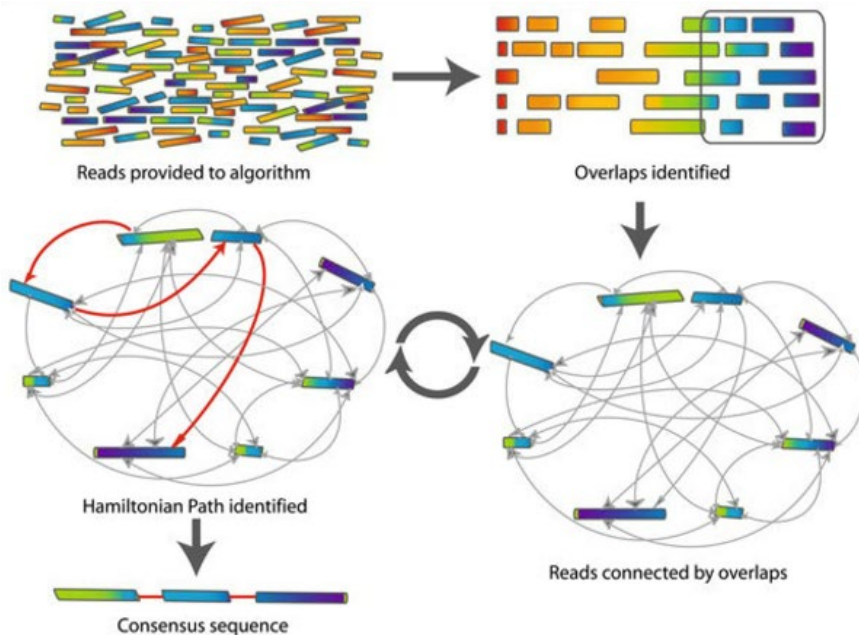 Reads provided to algorithm
Overlaps identified
Hamiltonian Path identified
Reads connected by overlaps
Consensus sequence